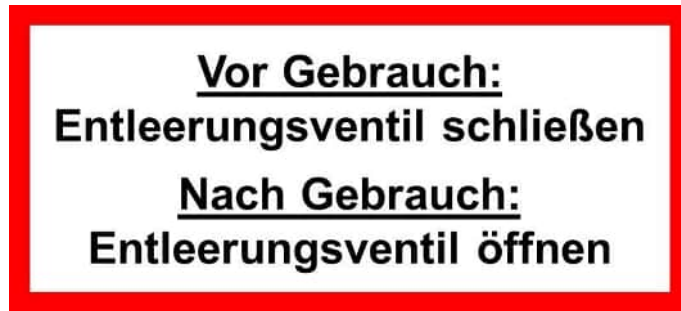 Vor Gebrauch:
Entleerungsventil schließen
Nach Gebrauch:
Entleerungsventil öffnen